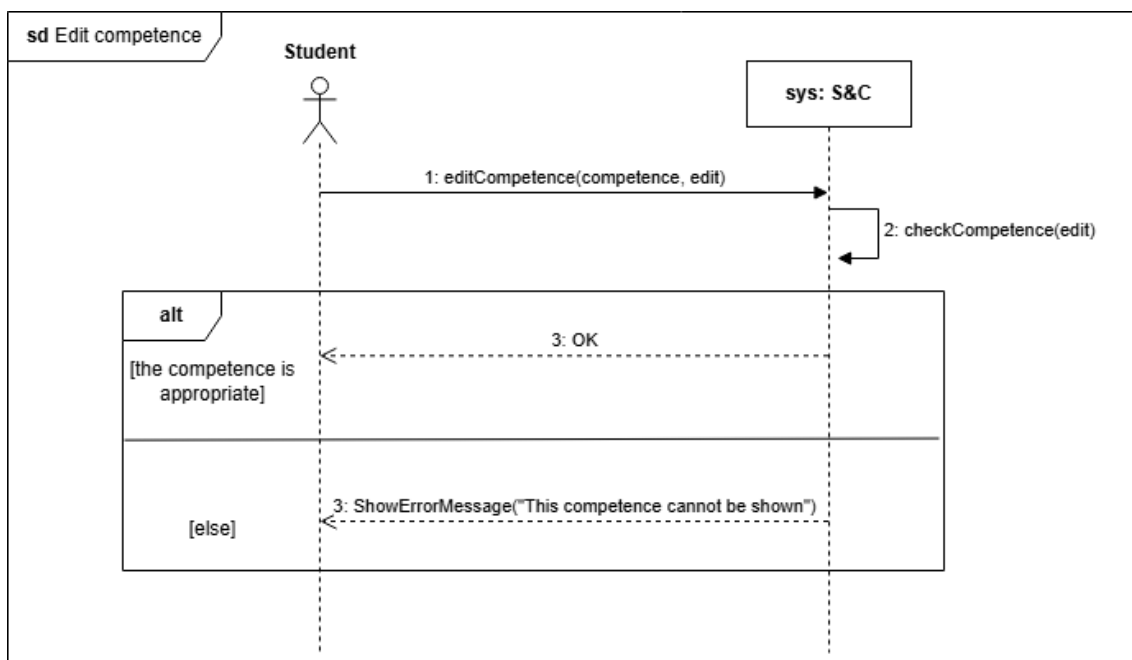 sd Edit competence
Student
sys: S&C
1: editCompetence(competence, edit)
2: checkCompetence(edit)
alt
3: OK
[the competence is
appropriate]
3: ShowErrorMessage("This competence cannot be shown")
[else]